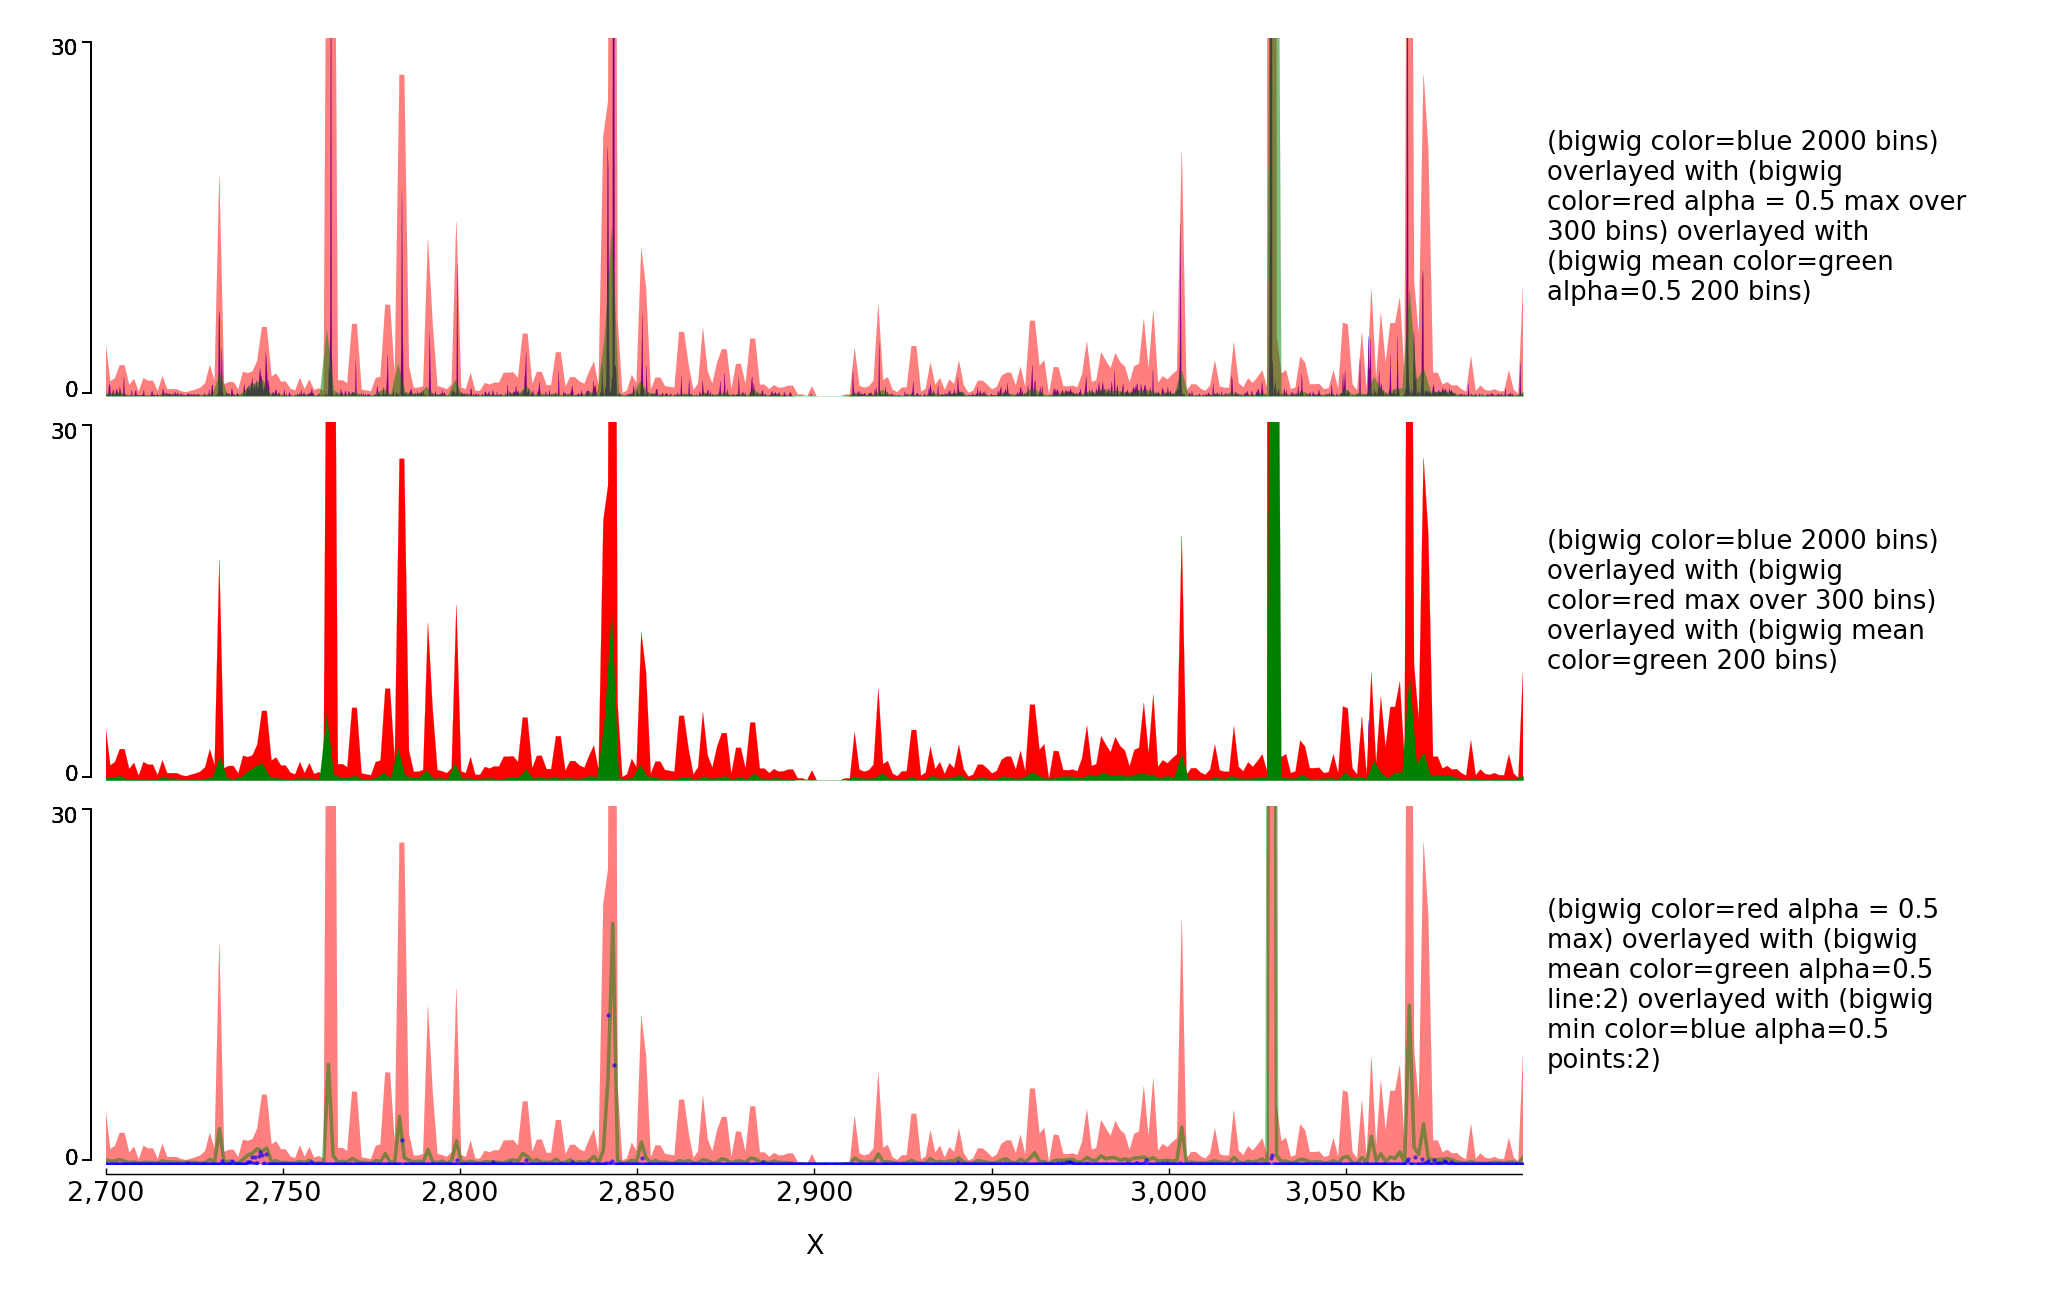 30
(bigwig color=blue 2000 bins)
overlayed with (bigwig
color=red alpha = 0.5 max over
300 bins) overlayed with
(bigwig mean color=green
alpha=0.5 200 bins)
0
30
(bigwig color=blue 2000 bins)
overlayed with (bigwig
color=red max over 300 bins)
overlayed with (bigwig mean
color=green 200 bins)
0
30
(bigwig color=red alpha = 0.5
max) overlayed with (bigwig
mean color=green alpha=0.5
line:2) overlayed with (bigwig
min color=blue alpha=0.5
points:2)
0
2,700 2,750 2,800 2,850 2,900 2,950 3,000 3,050 Kb
X